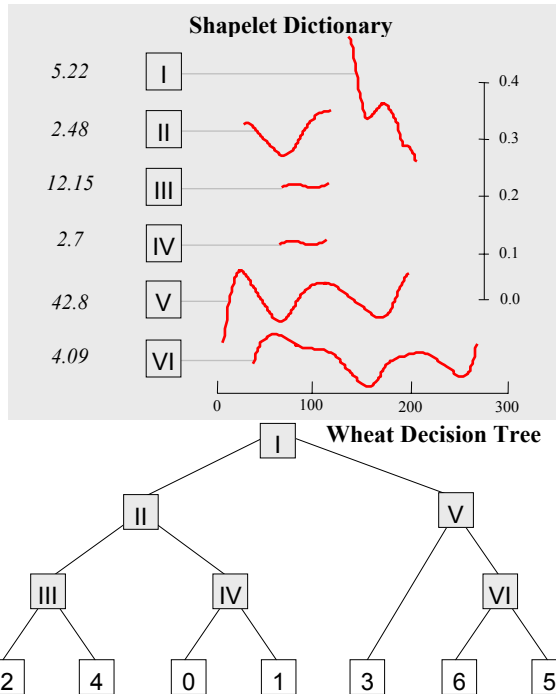 Shapelet Dictionary
5.22 I 0.4
2.48 II 0.3
12.15 III 0.2
2.7 IV 0.1
42.8 V 0.0
4.09 VI
0 100 200 300
Wheat Decision Tree
I
II V
III IV VI
2 4 0 1 3 6 5